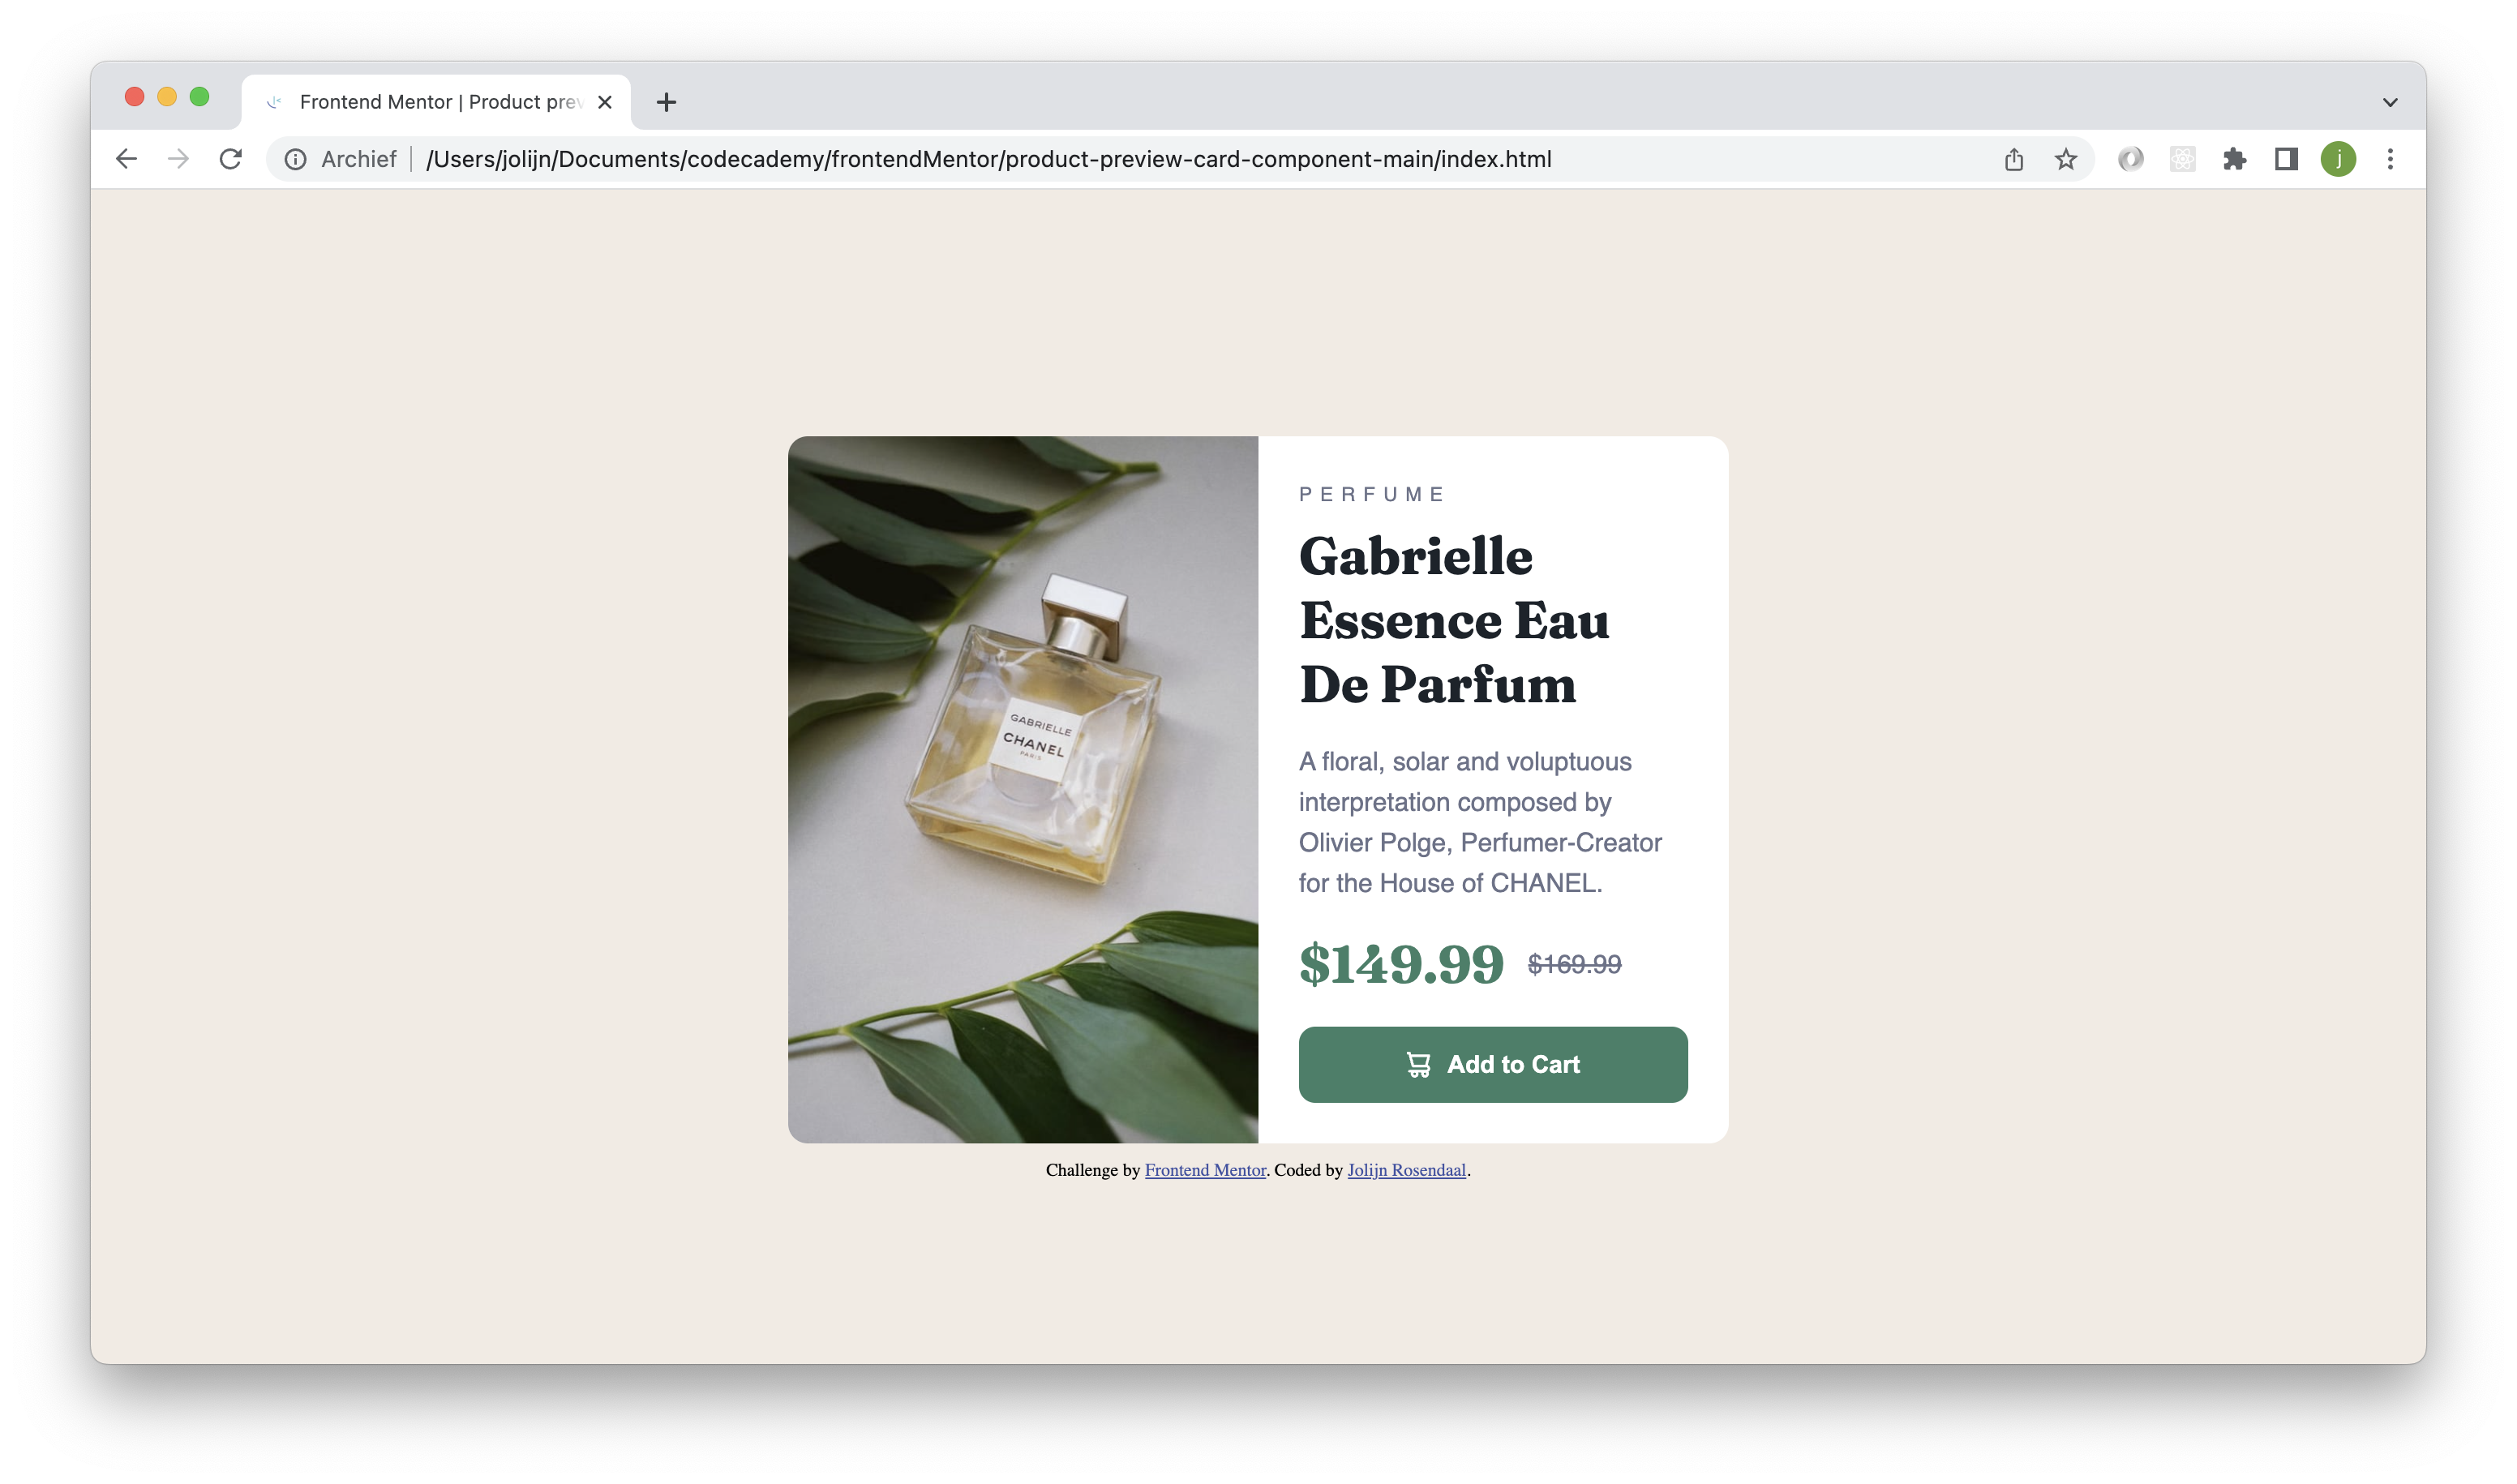 Frontend Mentor | Product prev
Archief
/Users/jolijn/Documents/codecademy/frontendMentor/product-preview-card-component-main/index.html
j
GABRIELLE
CHANEL
PARIS
PERFUME
Gabrielle
Essence Eau
De Parfum
A floral, solar and voluptuous
interpretation composed by
Olivier Polge, Perfumer-Creator
for the House of CHANEL.
$149.99 $169.99
Add to Cart
Challenge by Frontend Mentor. Coded by Jolijn Rosendaal.